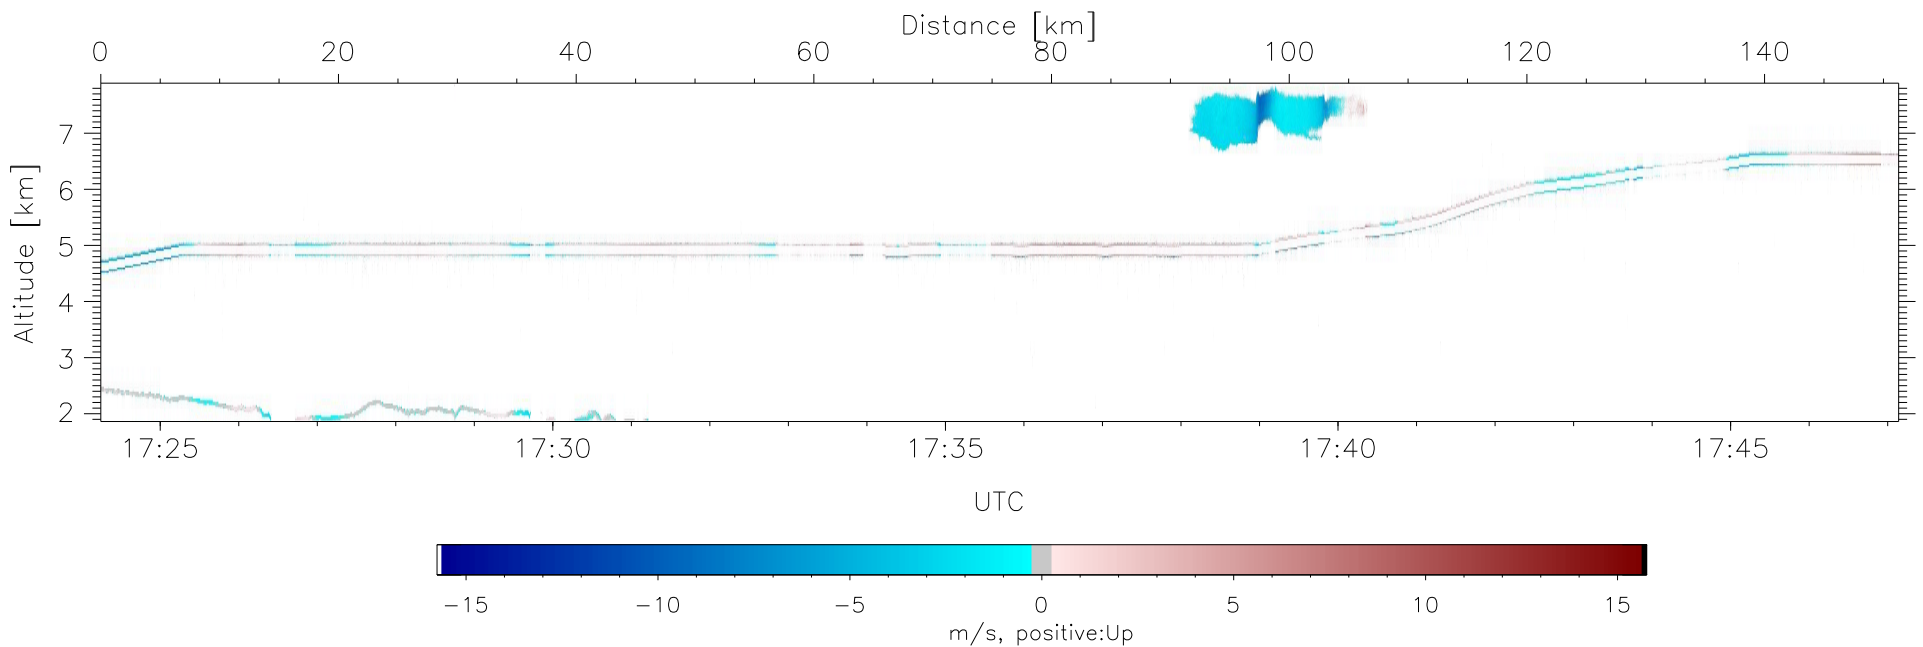 Distance [km]
0 20 40 60 80 100 120 140
Altitude [km]
7
6
5
4
3
2
17:25 17:30 17:35 17:40 17:45
UTC
−15 −10 −5 0 5 10 15
m/s, positive:Up